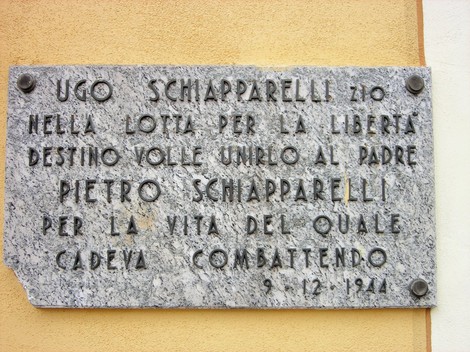 UGO SCHIAPPARELLI ZIO
NELLA LOTTA PER LA LIBERTA'
DESTINO VOLLE UNIRLO AL PADRE
PIETRO SCHIAPPARELLI
PER LA VITA DEL QUALE
CADEVA COMBATTENDO
9-12-1944